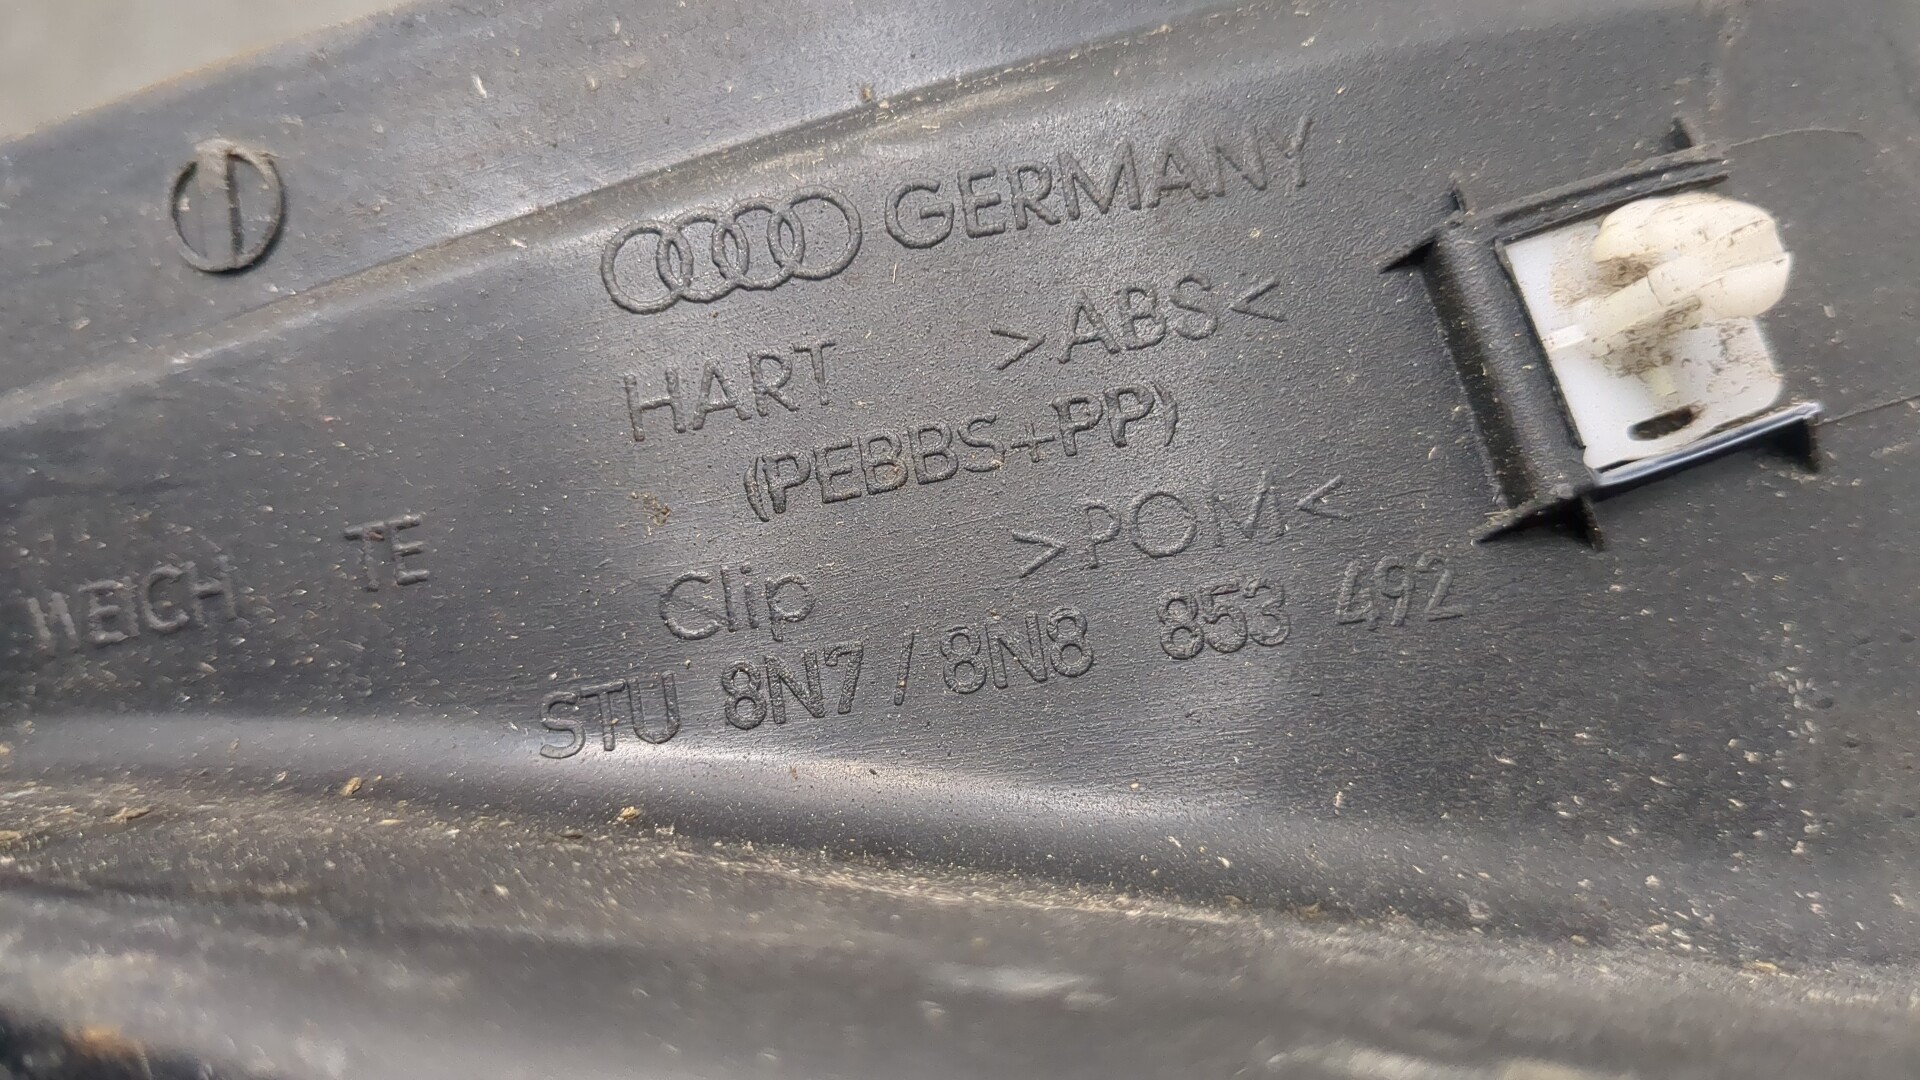 GERMANY
HART >ABS<
(PEBBS+PP)
WEICH TE
Clip >POM<
STU 8N7 / 8N8 853 492